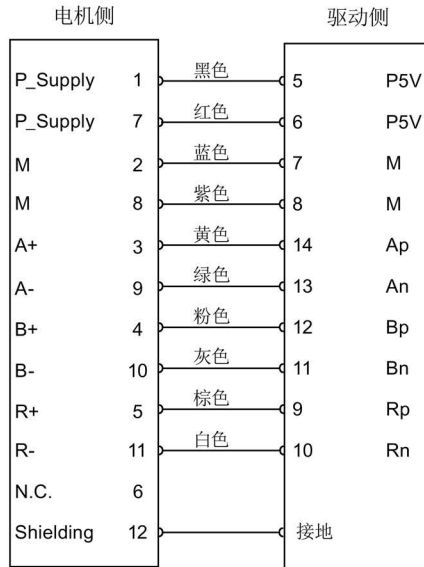 电机侧 驱动侧
P_Supply 1 黑色 5 P5V
P_Supply 7 红色 6 P5V
M 2 蓝色 7 M
M 8 紫色 8 M
A+ 3 黄色 14 Ap
A- 9 绿色 13 An
B+ 4 粉色 12 Bp
B- 10 灰色 11 Bn
R+ 5 棕色 9 Rp
R- 11 白色 10 Rn
N.C. 6
Shielding 12 接地